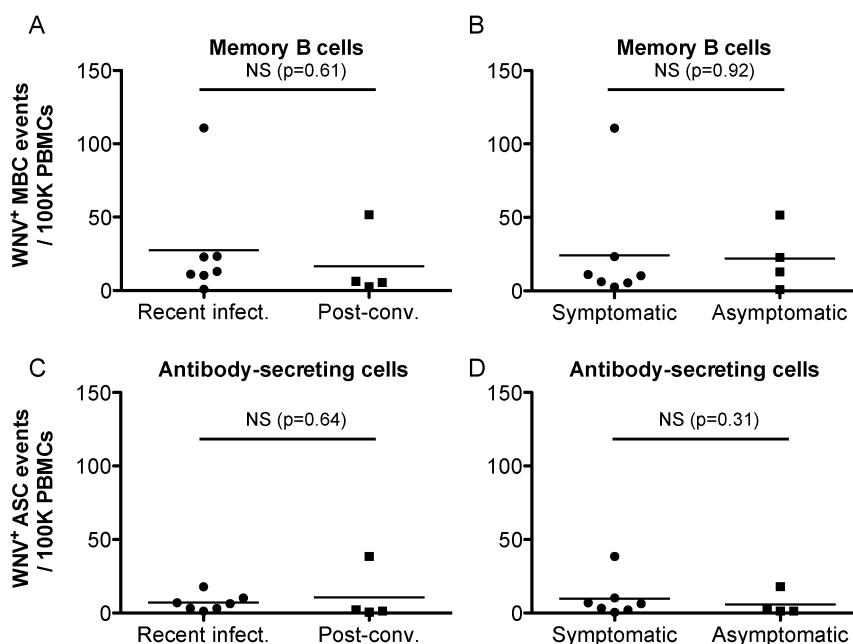 A
Memory B cells
NS (p=0.61)
WNV⁺ MBC events
/ 100K PBMCs
150
100
50
0
Recent infect.
Post-conv.
B
Memory B cells
NS (p=0.92)
150
100
50
0
Symptomatic
Asymptomatic
C
Antibody-secreting cells
NS (p=0.64)
WNV⁺ ASC events
/ 100K PBMCs
150
100
50
0
Recent infect.
Post-conv.
D
Antibody-secreting cells
NS (p=0.31)
150
100
50
0
Symptomatic
Asymptomatic